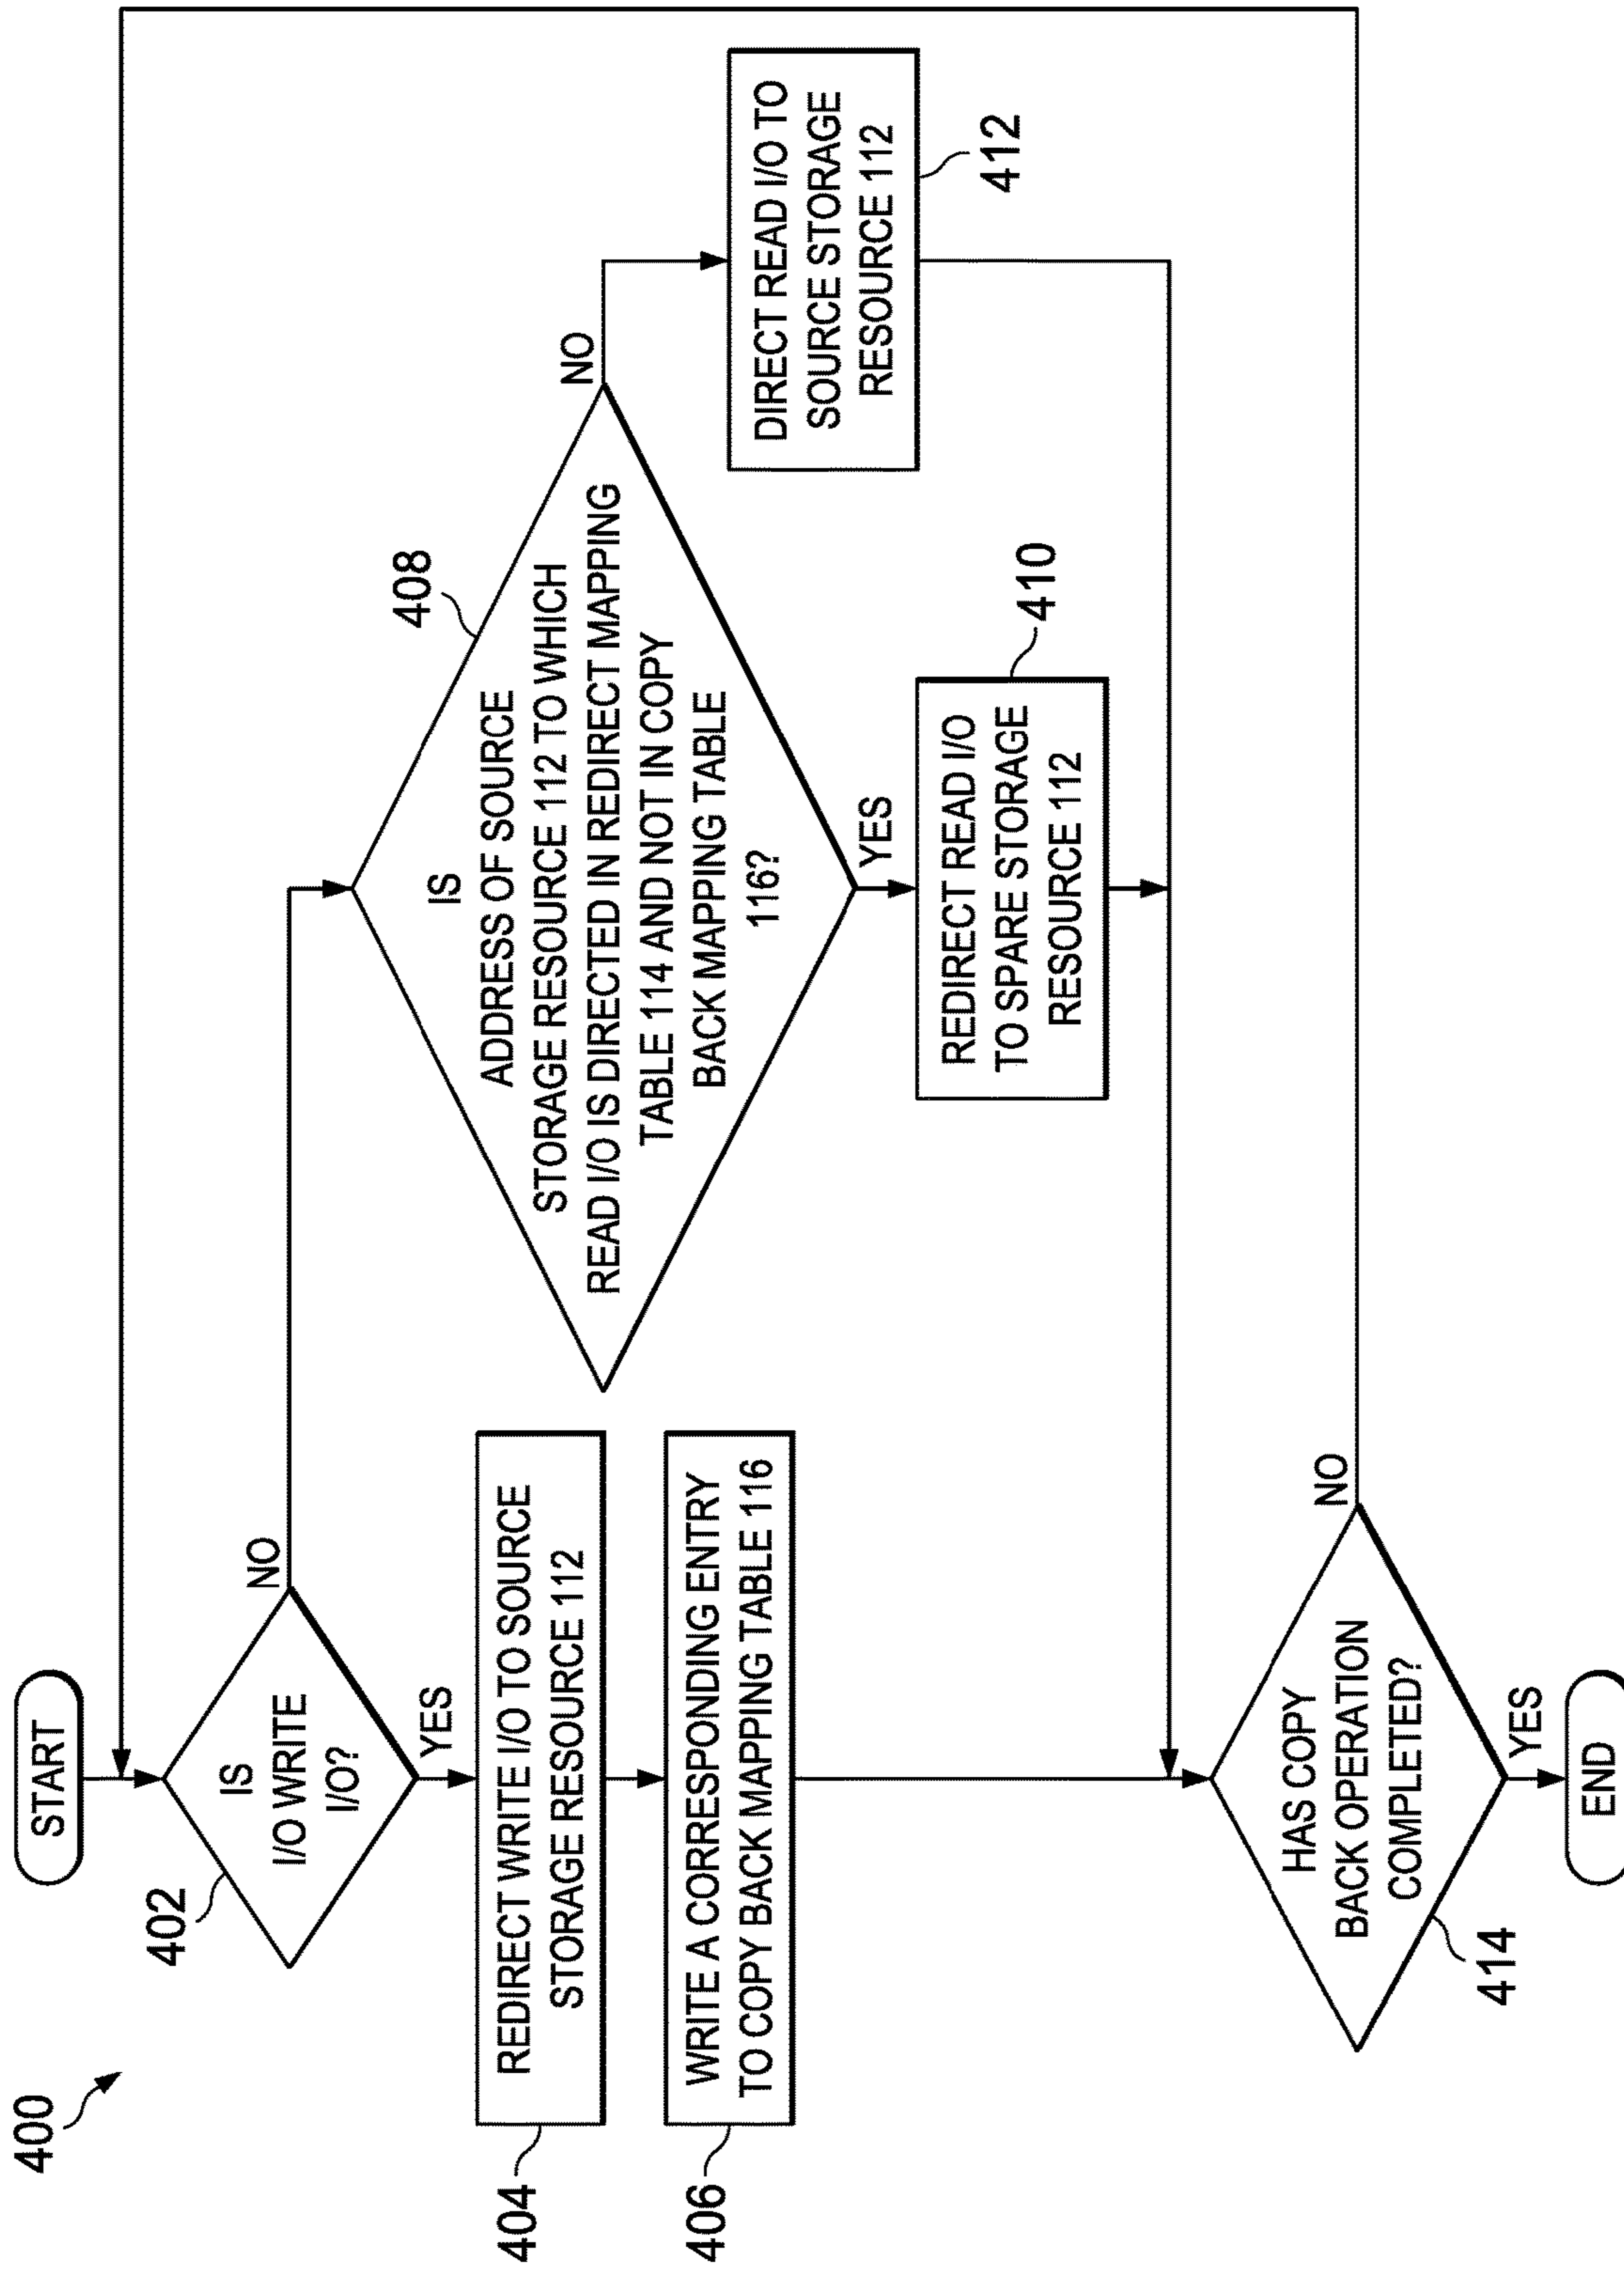 400
START
402
IS
I/O WRITE
I/O?
NO
YES
404
REDIRECT WRITE I/O TO SOURCE
STORAGE RESOURCE 112
406
WRITE A CORRESPONDING ENTRY
TO COPY BACK MAPPING TABLE 116
408
IS
ADDRESS OF SOURCE
STORAGE RESOURCE 112 TO WHICH
READ I/O IS DIRECTED IN REDIRECT MAPPING
TABLE 114 AND NOT IN COPY
BACK MAPPING TABLE
116?
NO
YES
REDIRECT READ I/O
TO SPARE STORAGE
RESOURCE 112
410
DIRECT READ I/O TO
SOURCE STORAGE
RESOURCE 112
412
HAS COPY
BACK OPERATION
COMPLETED?
NO
414
YES
END